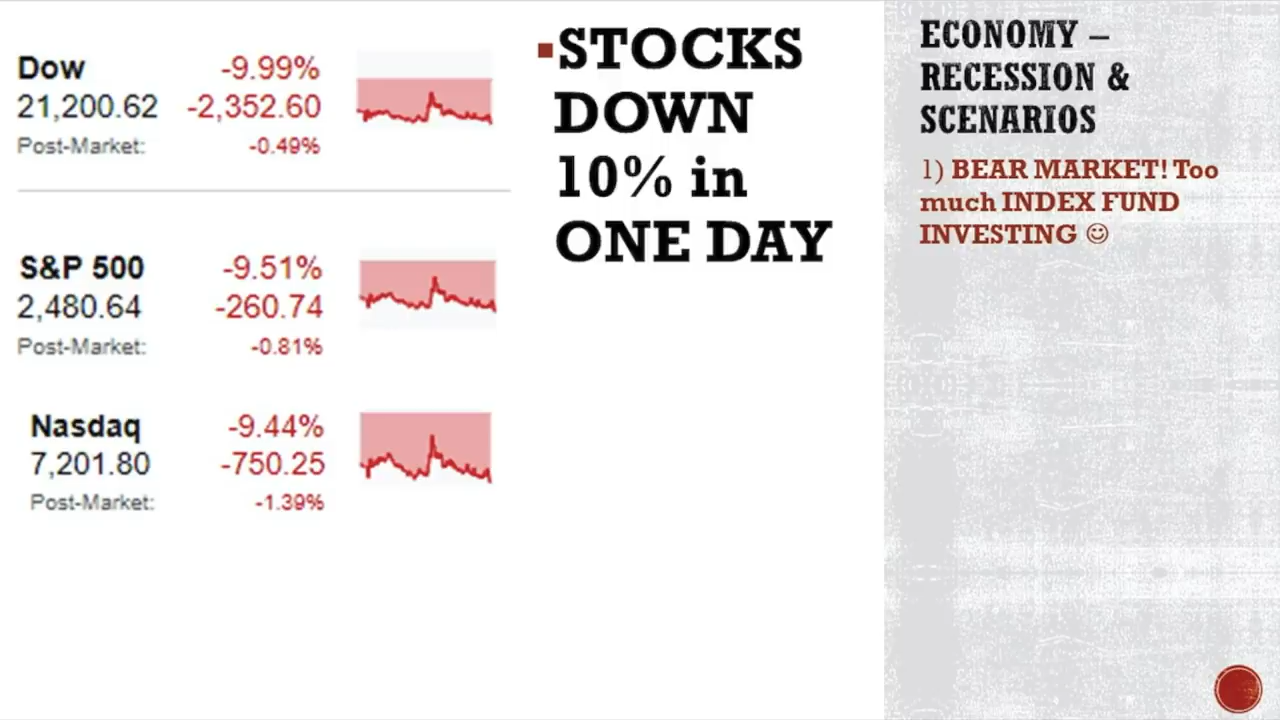 Dow -9.99%
21,200.62 -2,352.60
Post-Market: -0.49%
S&P 500 -9.51%
2,480.64 -260.74
Post-Market: -0.81%
Nasdaq -9.44%
7,201.80 -750.25
Post-Market: -1.39%
▪STOCKS
DOWN
10% in
ONE DAY
ECONOMY –
RECESSION &
SCENARIOS
1) BEAR MARKET! Too
much INDEX FUND
INVESTING ☺